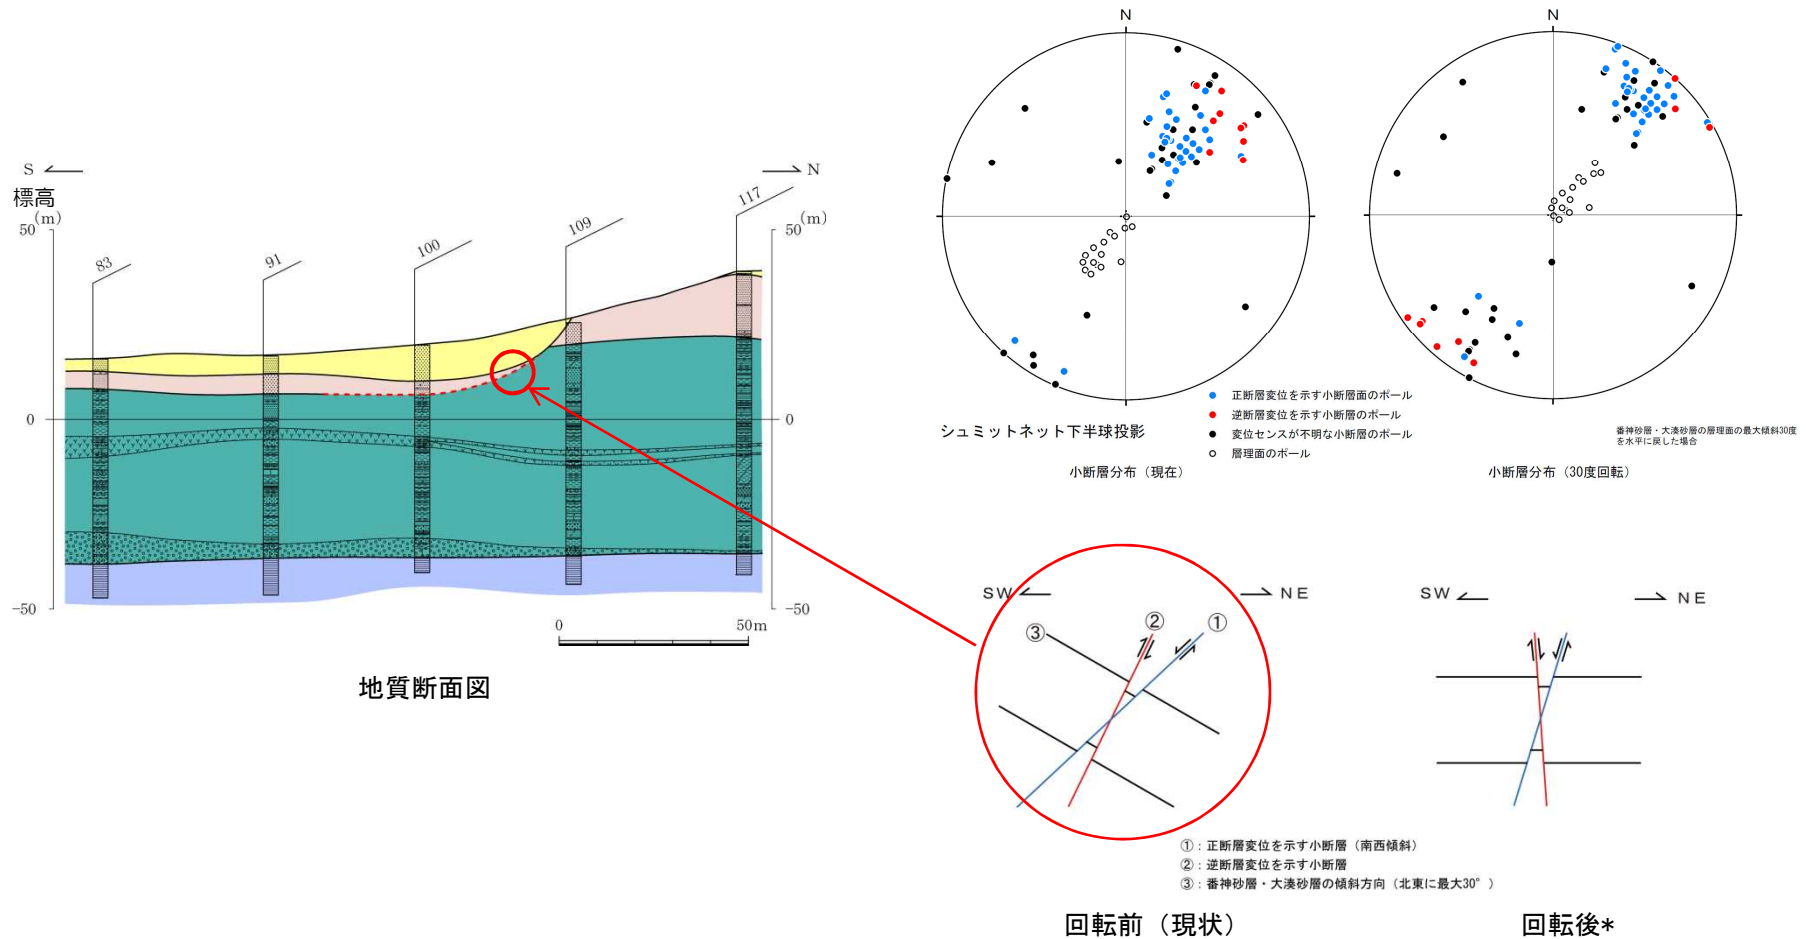 S
N
標高
(m)
50
50
(m)
83
91
100
109
117
0
0
−50
−50
0
50m
地質断面図
N
シュミットネット下半球投影
正断層変位を示す小断層面のポール
逆断層変位を示す小断層のポール
変位センスが不明な小断層のポール
層理面のポール
小断層分布（現在）
N
番神砂層・大湊砂層の層理面の最大傾斜30度
を水平に戻した場合
小断層分布（30度回転）
SW
NE
③
②
①
SW
NE
①：正断層変位を示す小断層（南西傾斜）
②：逆断層変位を示す小断層
③：番神砂層・大湊砂層の傾斜方向（北東に最大30°）
回転前（現状）
回転後*